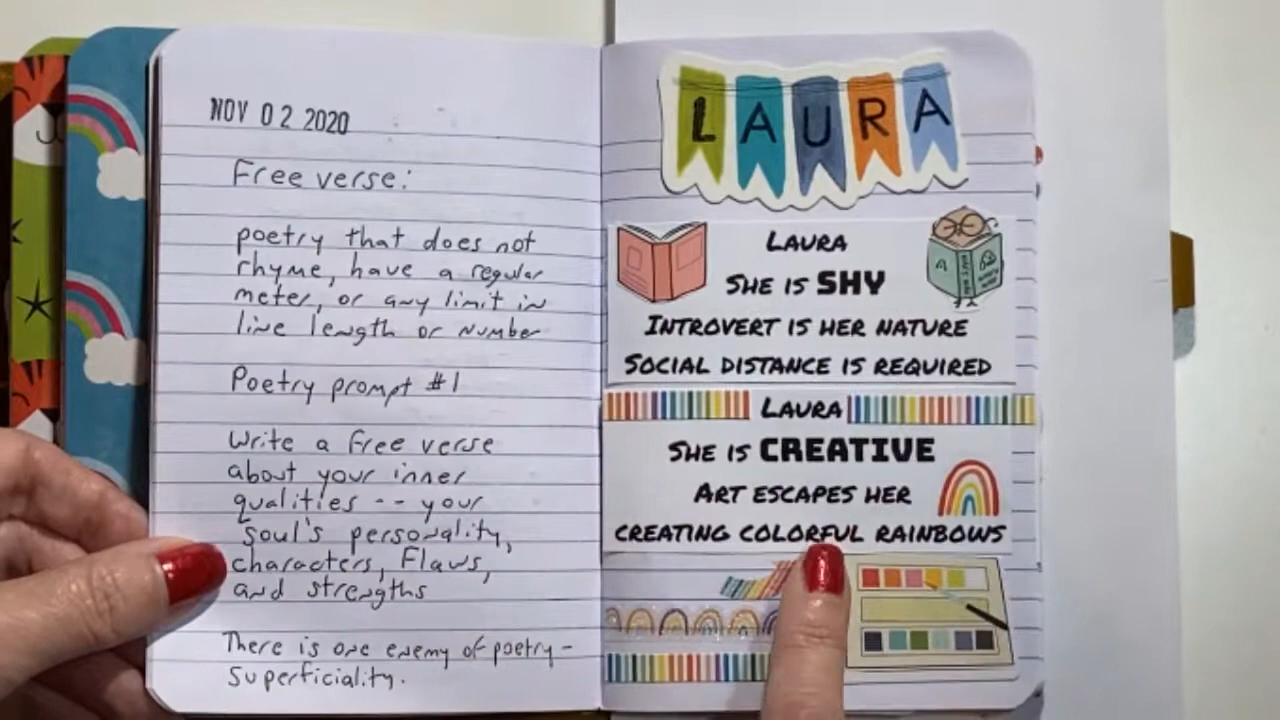 NOV 02 2020
Free verse:
poetry that does not
rhyme, have a regular
meter, or any limit in
line length or number
Poetry prompt #1
Write a free verse
about your inner
qualities -- your
soul's personality,
characters, Flaws,
and strengths
There is one enemy of poetry -
superficiality.
LAURA
LAURA
SHE IS SHY
INTROVERT IS HER NATURE
SOCIAL DISTANCE IS REQUIRED
LAURA
SHE IS CREATIVE
ART ESCAPES HER
CREATING COLORFUL RAINBOWS